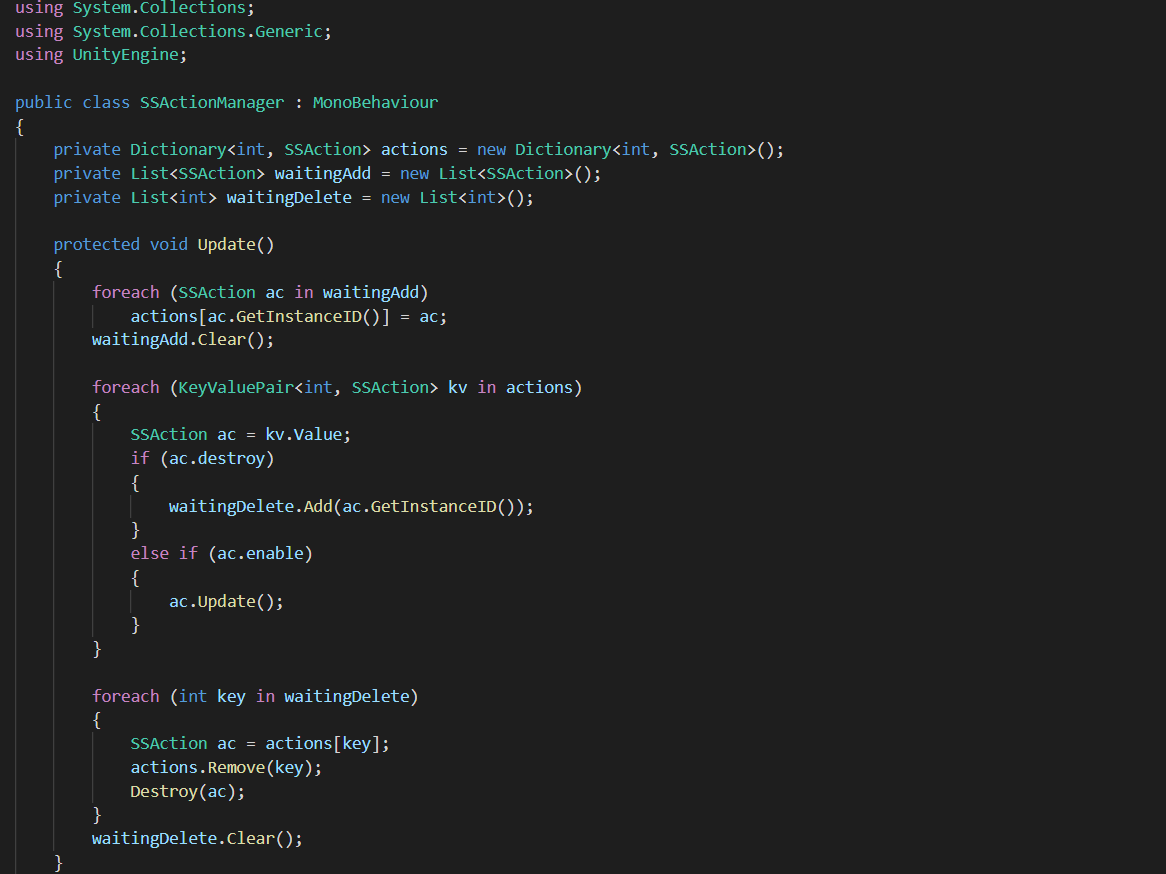 using System.Collections;
using System.Collections.Generic;
using UnityEngine;
public class SSActionManager : MonoBehaviour
{
private Dictionary<int, SSAction> actions = new Dictionary<int, SSAction>();
private List<SSAction> waitingAdd = new List<SSAction>();
private List<int> waitingDelete = new List<int>();
protected void Update()
{
foreach (SSAction ac in waitingAdd)
actions[ac.GetInstanceID()] = ac;
waitingAdd.Clear();
foreach (KeyValuePair<int, SSAction> kv in actions)
{
SSAction ac = kv.Value;
if (ac.destroy)
{
waitingDelete.Add(ac.GetInstanceID());
}
else if (ac.enable)
{
ac.Update();
}
}
foreach (int key in waitingDelete)
{
SSAction ac = actions[key];
actions.Remove(key);
Destroy(ac);
}
waitingDelete.Clear();
}